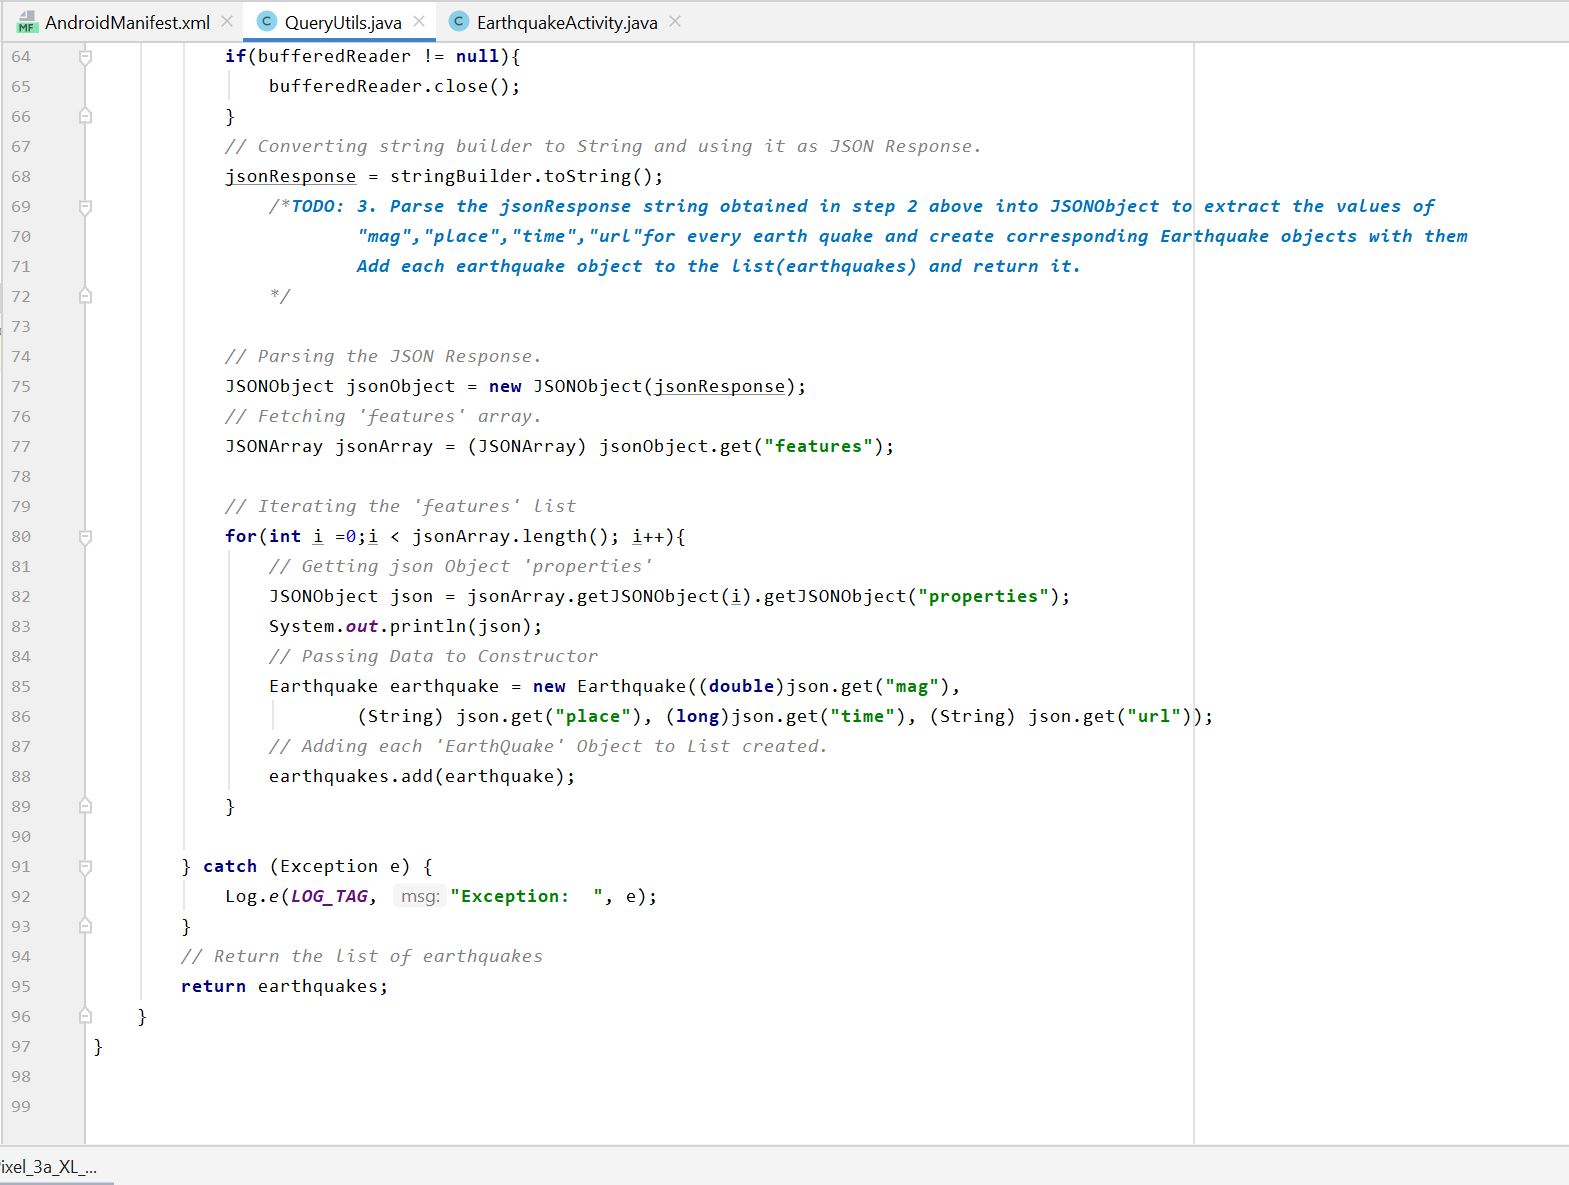 MF AndroidManifest.xml × C QueryUtils.java × C EarthquakeActivity.java ×
64 if(bufferedReader != null){
65 bufferedReader.close();
66 }
67 // Converting string builder to String and using it as JSON Response.
68 jsonResponse = stringBuilder.toString();
69 /*TODO: 3. Parse the jsonResponse string obtained in step 2 above into JSONObject to extract the values of
70 "mag","place","time","url"for every earth quake and create corresponding Earthquake objects with them
71 Add each earthquake object to the list(earthquakes) and return it.
72 */
73
74 // Parsing the JSON Response.
75 JSONObject jsonObject = new JSONObject(jsonResponse);
76 // Fetching 'features' array.
77 JSONArray jsonArray = (JSONArray) jsonObject.get("features");
78
79 // Iterating the 'features' list
80 for(int i =0;i < jsonArray.length(); i++){
81 // Getting json Object 'properties'
82 JSONObject json = jsonArray.getJSONObject(i).getJSONObject("properties");
83 System.out.println(json);
84 // Passing Data to Constructor
85 Earthquake earthquake = new Earthquake((double)json.get("mag"),
86 (String) json.get("place"), (long)json.get("time"), (String) json.get("url"));
87 // Adding each 'EarthQuake' Object to List created.
88 earthquakes.add(earthquake);
89 }
90
91 } catch (Exception e) {
92 Log.e(LOG_TAG, msg: "Exception:  ", e);
93 }
94 // Return the list of earthquakes
95 return earthquakes;
96 }
97 }
98
99
ixel_3a_XL_...